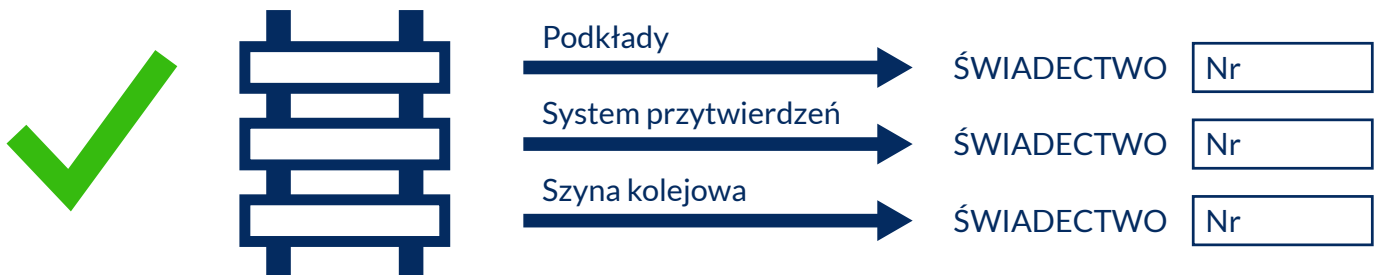 Podkłady
ŚWIADECTWO Nr
System przytwierdzeń
ŚWIADECTWO Nr
Szyna kolejowa
ŚWIADECTWO Nr